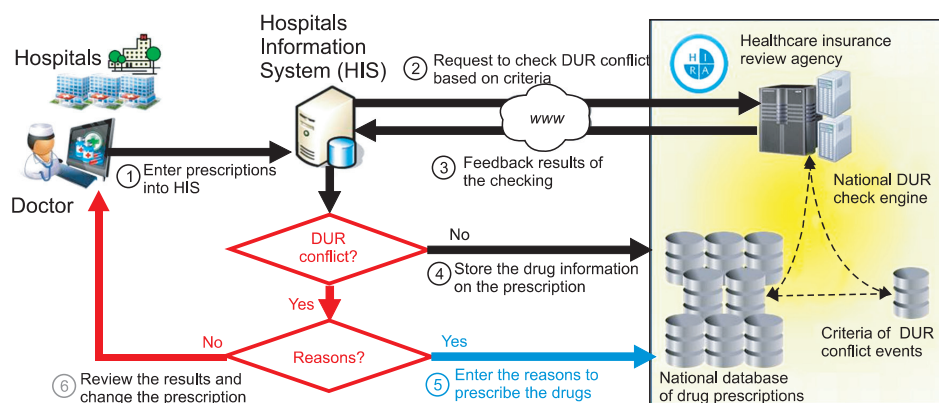 Hospitals
Hospitals
Information
System (HIS)
② Request to check DUR conflict
based on criteria
HI
RA
Healthcare insurance
review agency
www
① Enter prescriptions
into HIS
③ Feedback results of
the checking
Doctor
National DUR
check engine
DUR
conflict?
No
④ Store the drug information
on the prescription
Yes
Criteria of DUR
conflict events
No
Reasons?
Yes
⑥ Review the results and
change the prescription
⑤ Enter the reasons to
prescribe the drugs
National database
of drug prescriptions